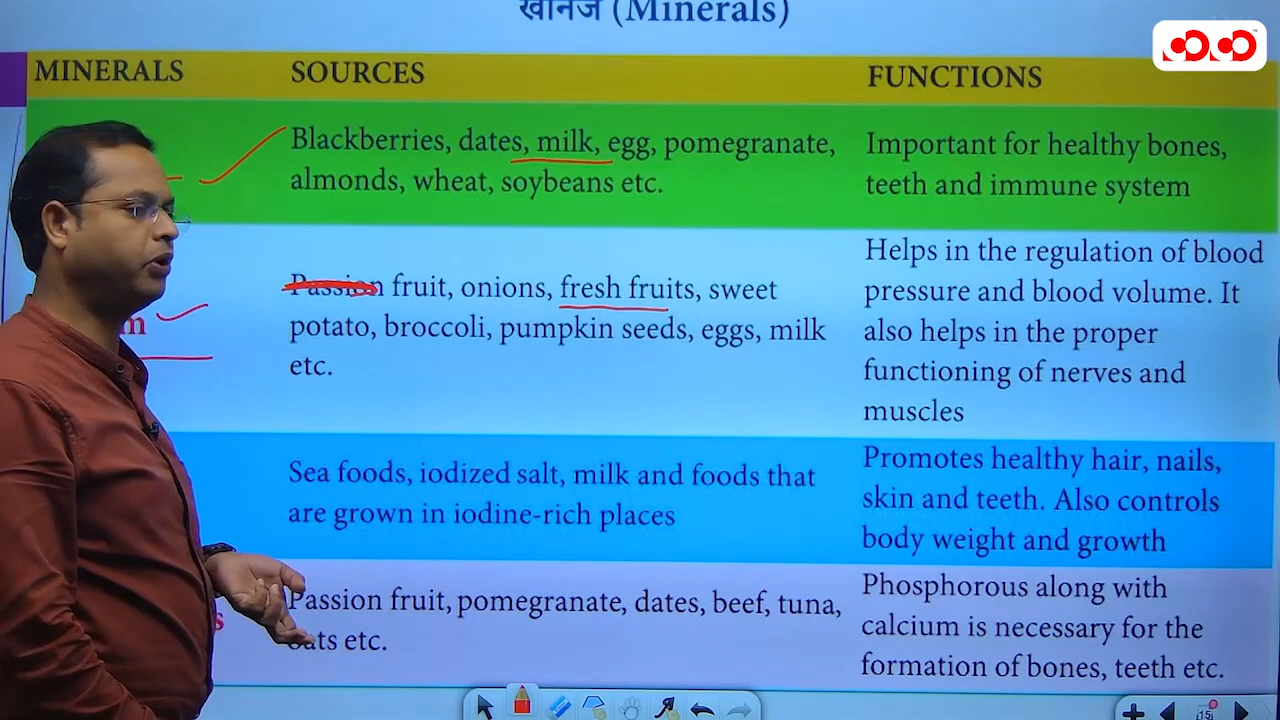 खनिज (Minerals)
MINERALS SOURCES FUNCTIONS
Blackberries, dates, milk, egg, pomegranate,
almonds, wheat, soybeans etc.
Important for healthy bones,
teeth and immune system
m
Passion fruit, onions, fresh fruits, sweet
potato, broccoli, pumpkin seeds, eggs, milk
etc.
Helps in the regulation of blood
pressure and blood volume. It
also helps in the proper
functioning of nerves and
muscles
Sea foods, iodized salt, milk and foods that
are grown in iodine-rich places
Promotes healthy hair, nails,
skin and teeth. Also controls
body weight and growth
s
Passion fruit, pomegranate, dates, beef, tuna,
oats etc.
Phosphorous along with
calcium is necessary for the
formation of bones, teeth etc.
15